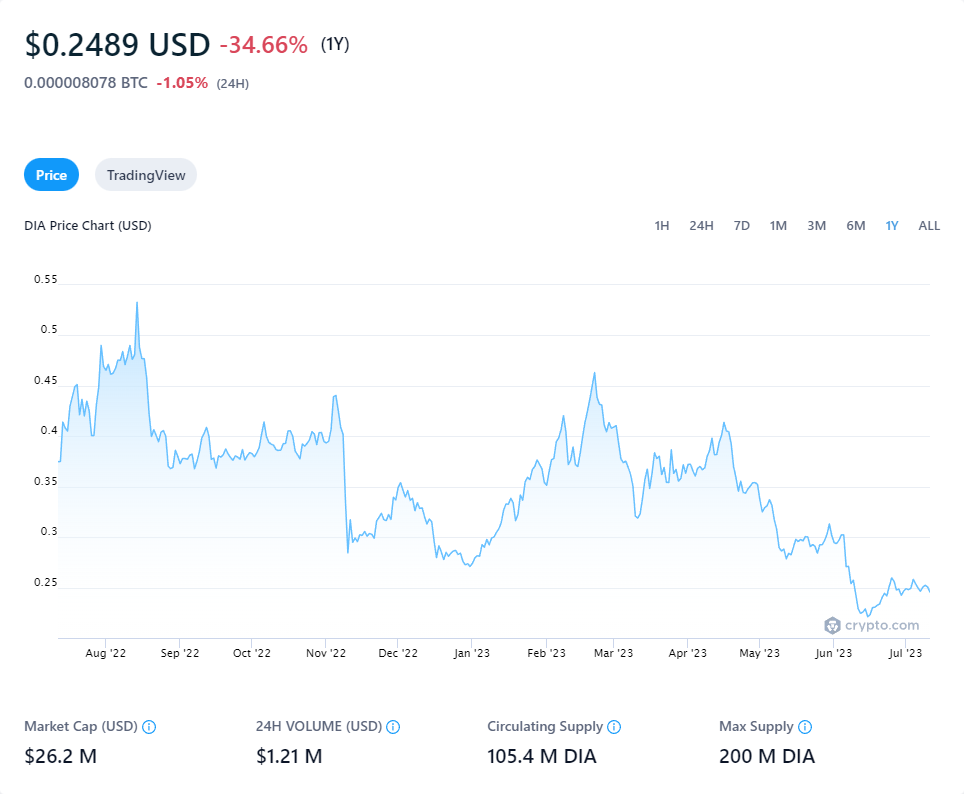 $0.2489 USD -34.66% (1Y)
0.000008078 BTC -1.05% (24H)
Price TradingView
DIA Price Chart (USD) 1H 24H 7D 1M 3M 6M 1Y ALL
0.55
0.5
0.45
0.4
0.35
0.3
0.25
crypto.com
Aug '22 Sep '22 Oct '22 Nov '22 Dec '22 Jan '23 Feb '23 Mar '23 Apr '23 May '23 Jun '23 Jul '23
Market Cap (USD) 24H VOLUME (USD) Circulating Supply Max Supply
$26.2 M $1.21 M 105.4 M DIA 200 M DIA